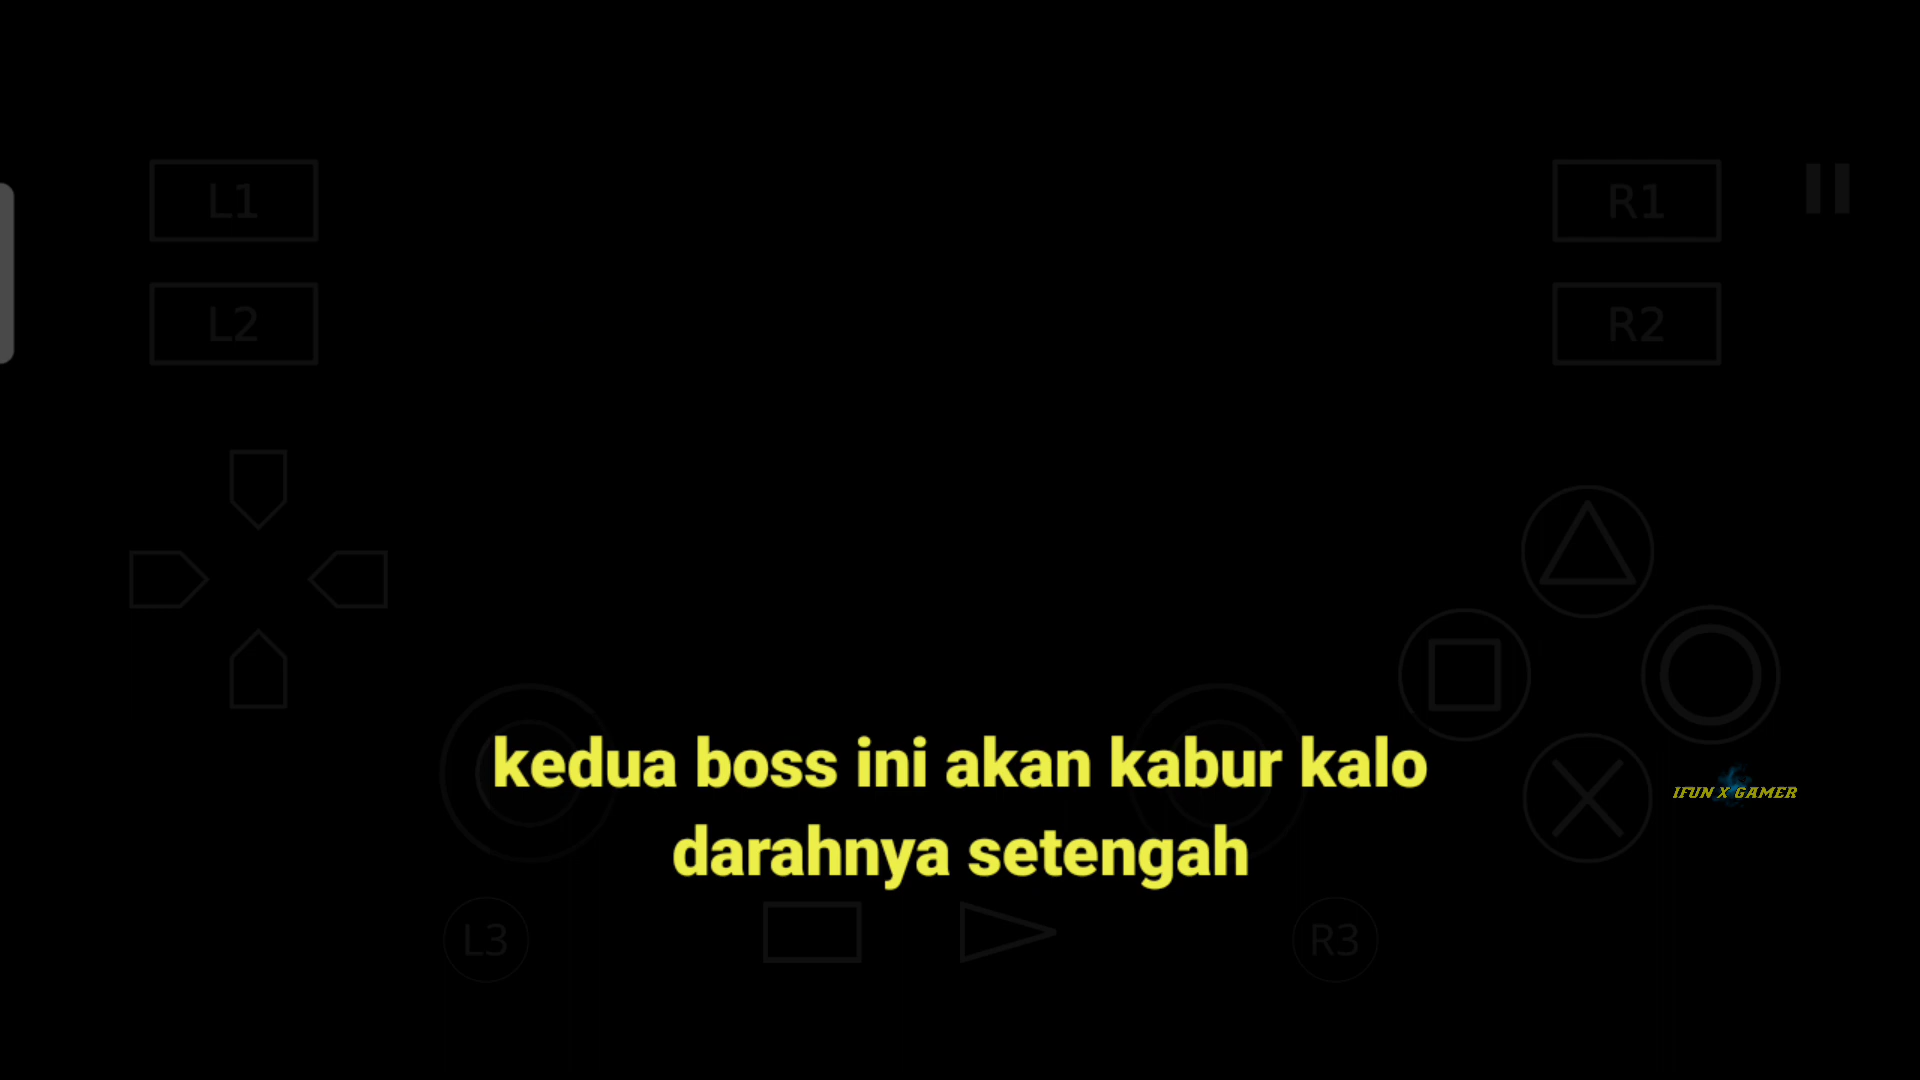 L1
R1
L2
R2
kedua boss ini akan kabur kalo
darahnya setengah
IFUN X GAMER
L3
R3